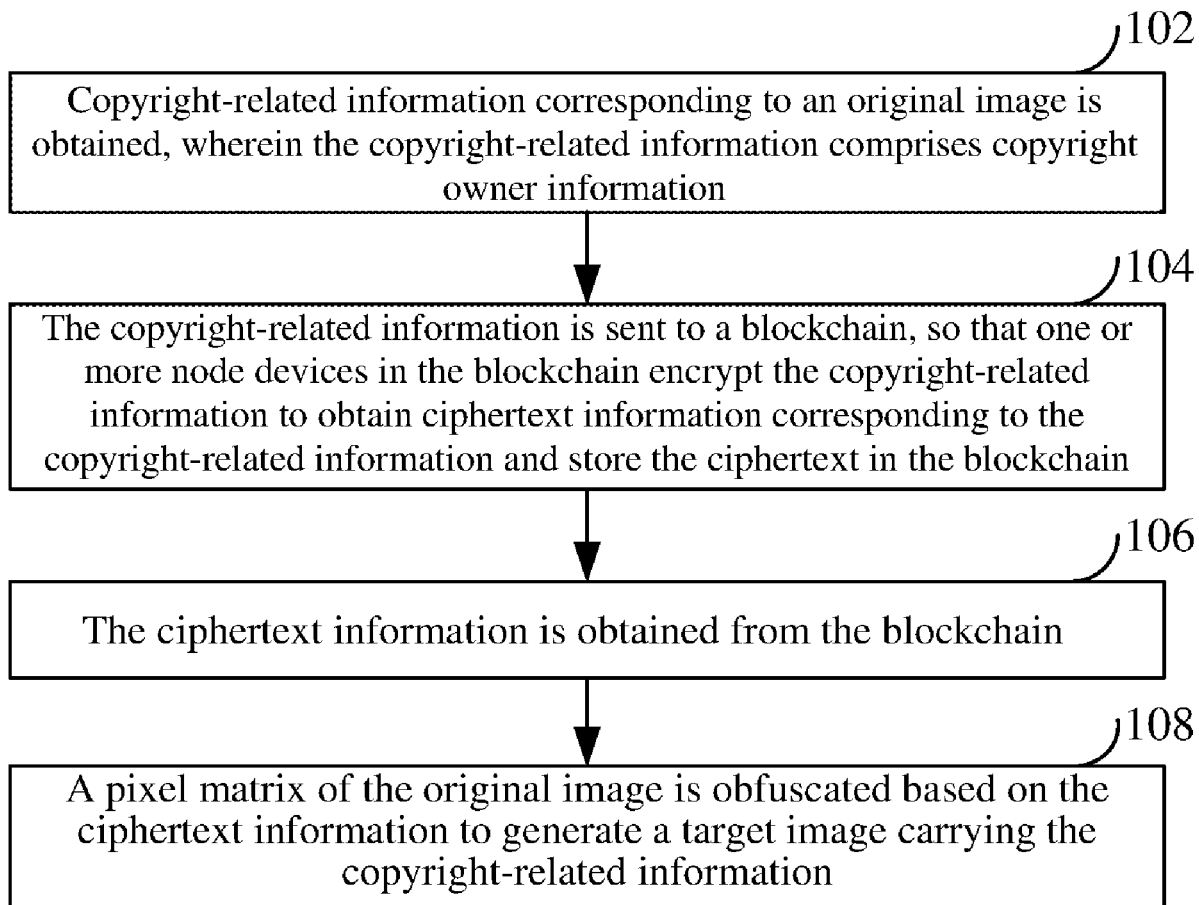 102
Copyright-related information corresponding to an original image is
obtained, wherein the copyright-related information comprises copyright
owner information
104
The copyright-related information is sent to a blockchain, so that one or
more node devices in the blockchain encrypt the copyright-related
information to obtain ciphertext information corresponding to the
copyright-related information and store the ciphertext in the blockchain
106
The ciphertext information is obtained from the blockchain
108
A pixel matrix of the original image is obfuscated based on the
ciphertext information to generate a target image carrying the
copyright-related information